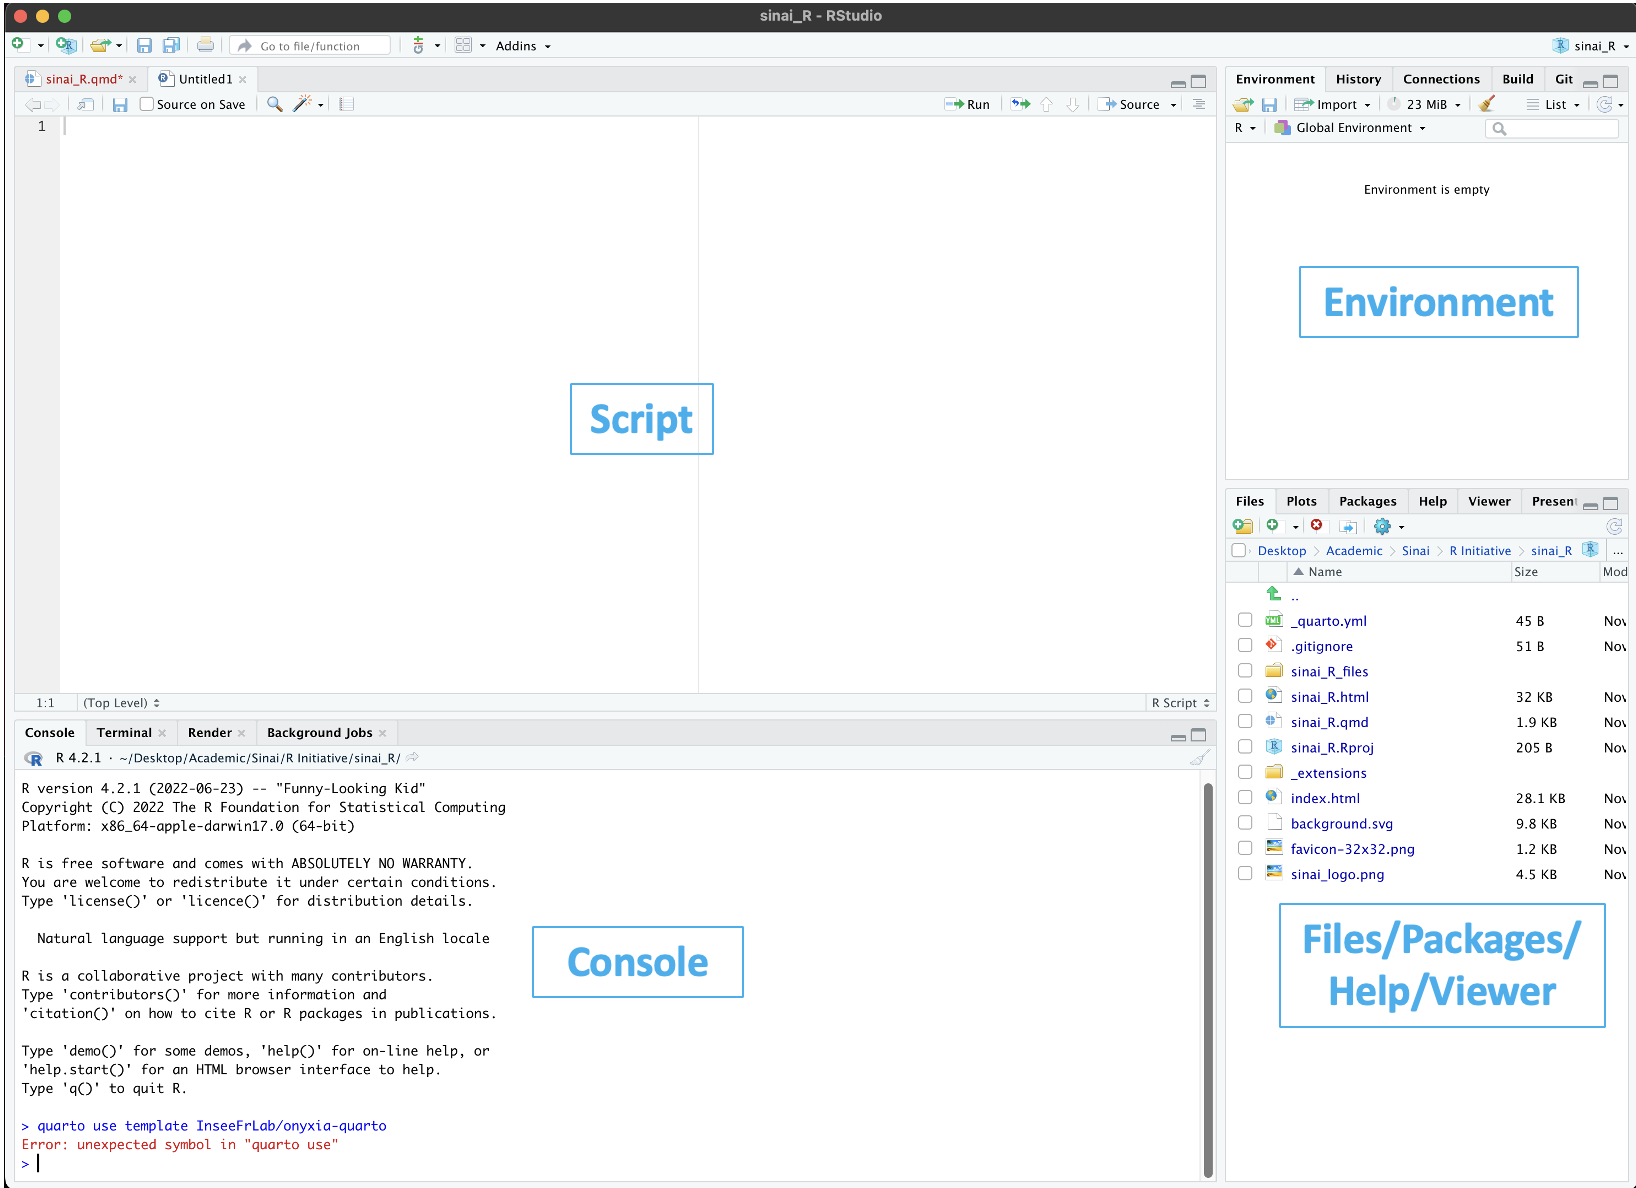 sinai_R - RStudio
Go to file/function
Addins
sinai_R
sinai_R.qmd*
Untitled1
Source on Save
Run
Source
1
Script
1:1
(Top Level)
R Script
Environment
History
Connections
Build
Git
Import
23 MiB
List
R
Global Environment
Environment is empty
Environment
Console
Terminal
Render
Background Jobs
R 4.2.1 · ~/Desktop/Academic/Sinai/R Initiative/sinai_R/
R version 4.2.1 (2022-06-23) -- "Funny-Looking Kid"
Copyright (C) 2022 The R Foundation for Statistical Computing
Platform: x86_64-apple-darwin17.0 (64-bit)
R is free software and comes with ABSOLUTELY NO WARRANTY.
You are welcome to redistribute it under certain conditions.
Type 'license()' or 'licence()' for distribution details.
Natural language support but running in an English locale
R is a collaborative project with many contributors.
Type 'contributors()' for more information and
'citation()' on how to cite R or R packages in publications.
Type 'demo()' for some demos, 'help()' for on-line help, or
'help.start()' for an HTML browser interface to help.
Type 'q()' to quit R.
> quarto use template InseeFrLab/onyxia-quarto
Error: unexpected symbol in "quarto use"
>
Console
Files
Plots
Packages
Help
Viewer
Presen
Desktop > Academic > Sinai > R Initiative > sinai_R ...
Name Size Mod
..
_quarto.yml 45 B Nov
.gitignore 51 B Nov
sinai_R_files
sinai_R.html 32 KB Nov
sinai_R.qmd 1.9 KB Nov
sinai_R.Rproj 205 B Nov
_extensions
index.html 28.1 KB Nov
background.svg 9.8 KB Nov
favicon-32x32.png 1.2 KB Nov
sinai_logo.png 4.5 KB Nov
Files/Packages/
Help/Viewer